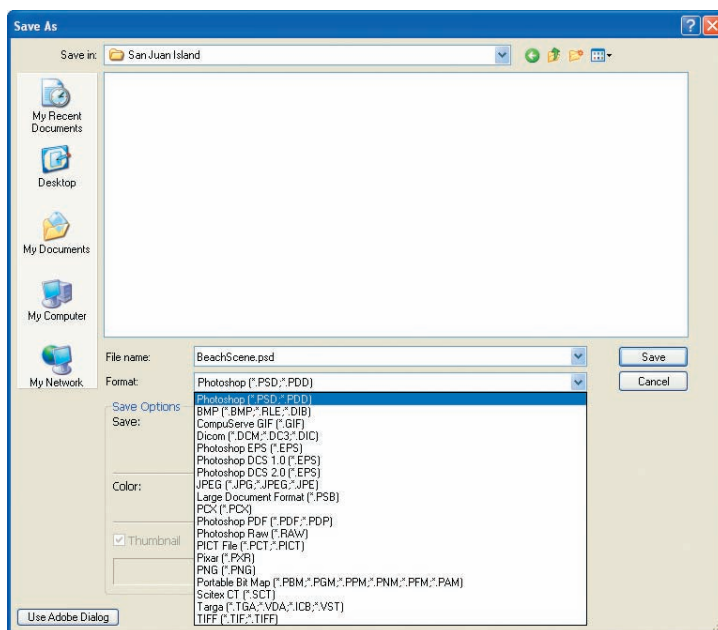 Save As
Save in:
San Juan Island
My Recent
Documents
Desktop
My Documents
My Computer
My Network
File name:
BeachScene.psd
Save
Format:
Photoshop (*.PSD;*.PDD)
Cancel
Save Options
Save:
Color:
Thumbnail
Photoshop (*.PSD;*.PDD)
BMP (*.BMP;*.RLE;*.DIB)
CompuServe GIF (*.GIF)
Dicom (*.DCM;*.DC3;*.DIC)
Photoshop EPS (*.EPS)
Photoshop DCS 1.0 (*.EPS)
Photoshop DCS 2.0 (*.EPS)
JPEG (*.JPG;*.JPEG;*.JPE)
Large Document Format (*.PSB)
PCX (*.PCX)
Photoshop PDF (*.PDF;*.PDP)
Photoshop Raw (*.RAW)
PICT File (*.PCT;*.PICT)
Pixar (*.PXR)
PNG (*.PNG)
Portable Bit Map (*.PBM;*.PGM;*.PPM;*.PNM;*.PFM;*.PAM)
Scitex CT (*.SCT)
Targa (*.TGA;*.VDA;*.ICB;*.VST)
TIFF (*.TIF;*.TIFF)
Use Adobe Dialog